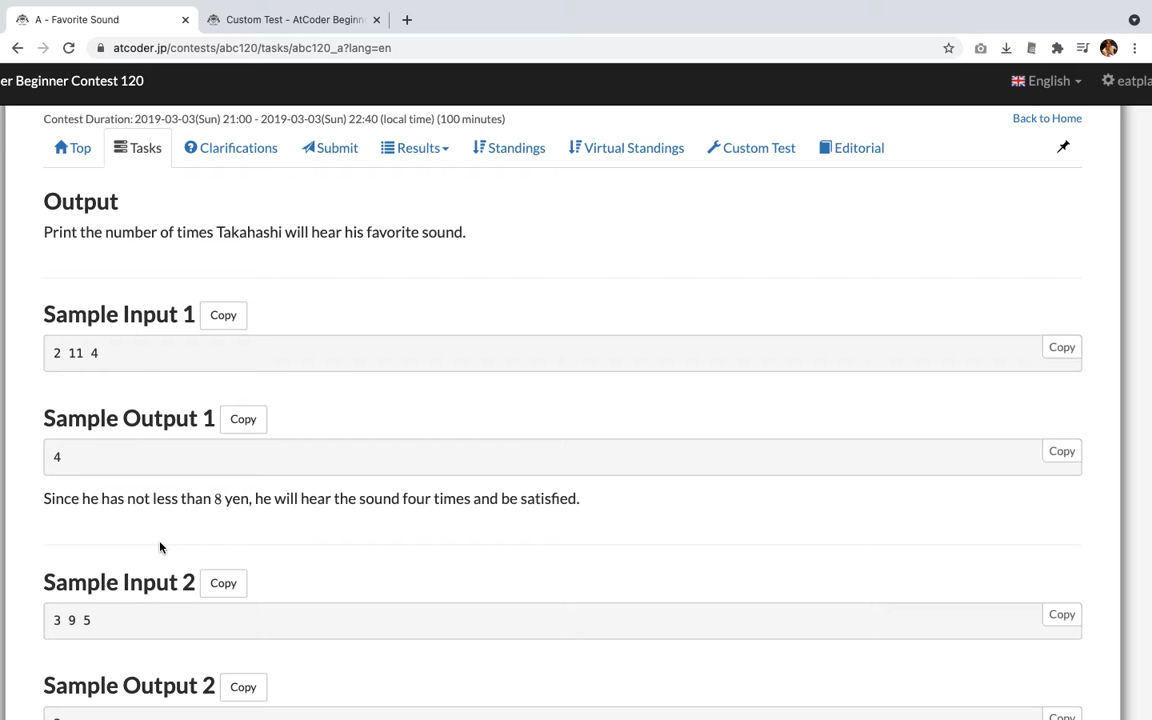 A - Favorite Sound
Custom Test - AtCoder Beginn
atcoder.jp/contests/abc120/tasks/abc120_a?lang=en
er Beginner Contest 120
English
eatpla
Contest Duration: 2019-03-03(Sun) 21:00 - 2019-03-03(Sun) 22:40 (local time) (100 minutes)
Back to Home
Top
Tasks
Clarifications
Submit
Results
Standings
Virtual Standings
Custom Test
Editorial
Output
Print the number of times Takahashi will hear his favorite sound.
Sample Input 1
Copy
2 11 4
Copy
Sample Output 1
Copy
4
Copy
Since he has not less than 8 yen, he will hear the sound four times and be satisfied.
Sample Input 2
Copy
3 9 5
Copy
Sample Output 2
Copy
Copy